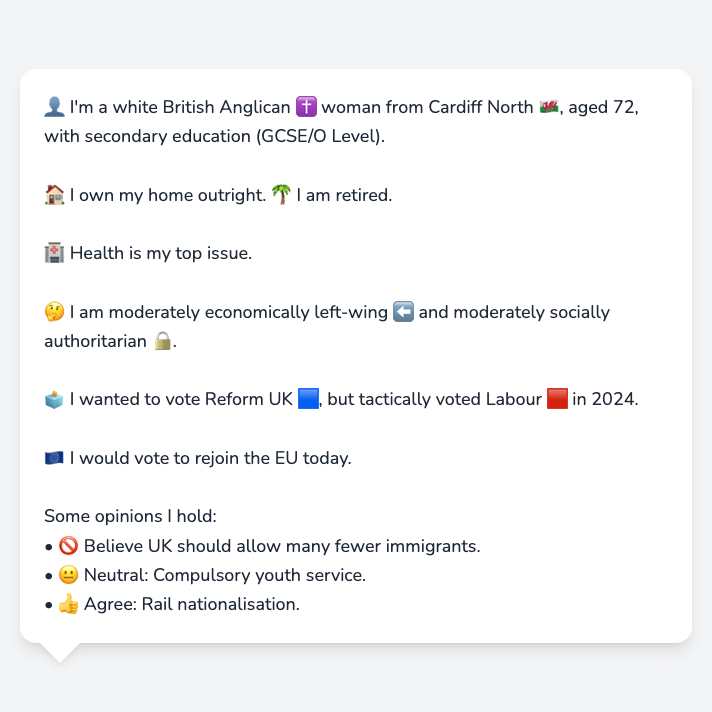 👤 I'm a white British Anglican ✝️ woman from Cardiff North 🏴󠁧󠁢󠁷󠁬󠁳󠁿, aged 72,
with secondary education (GCSE/O Level).
🏠 I own my home outright. 🌴 I am retired.
🏥 Health is my top issue.
🤔 I am moderately economically left-wing ⬅️ and moderately socially
authoritarian 🔒.
🗳️ I wanted to vote Reform UK 🟦, but tactically voted Labour 🟥 in 2024.
🇪🇺 I would vote to rejoin the EU today.
Some opinions I hold:
• 🚫 Believe UK should allow many fewer immigrants.
• 😐 Neutral: Compulsory youth service.
• 👍 Agree: Rail nationalisation.